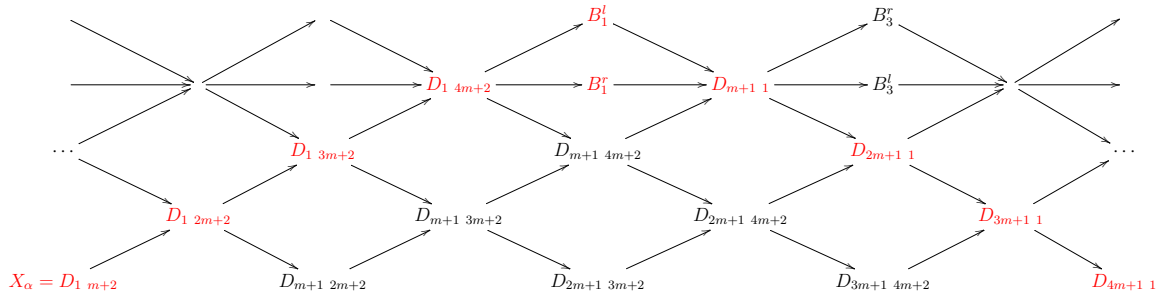 $B_1^l$ $B_3^r$
$D_{1\ 4m+2}$ $B_1^r$ $D_{m+1\ 1}$ $B_3^l$
… $D_{1\ 3m+2}$ $D_{m+1\ 4m+2}$ $D_{2m+1\ 1}$ …
$D_{1\ 2m+2}$ $D_{m+1\ 3m+2}$ $D_{2m+1\ 4m+2}$ $D_{3m+1\ 1}$
$X_\alpha = D_{1\ m+2}$ $D_{m+1\ 2m+2}$ $D_{2m+1\ 3m+2}$ $D_{3m+1\ 4m+2}$ $D_{4m+1\ 1}$